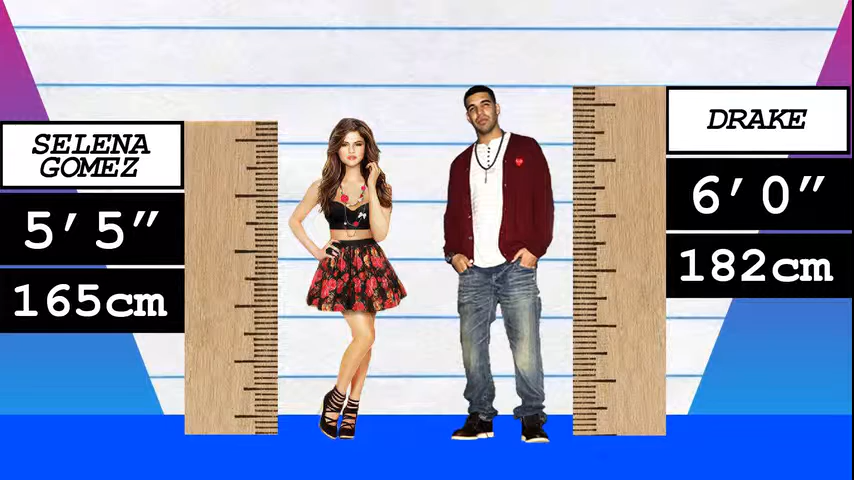 SELENA
GOMEZ
5’5”
165cm
DRAKE
6’0”
182cm